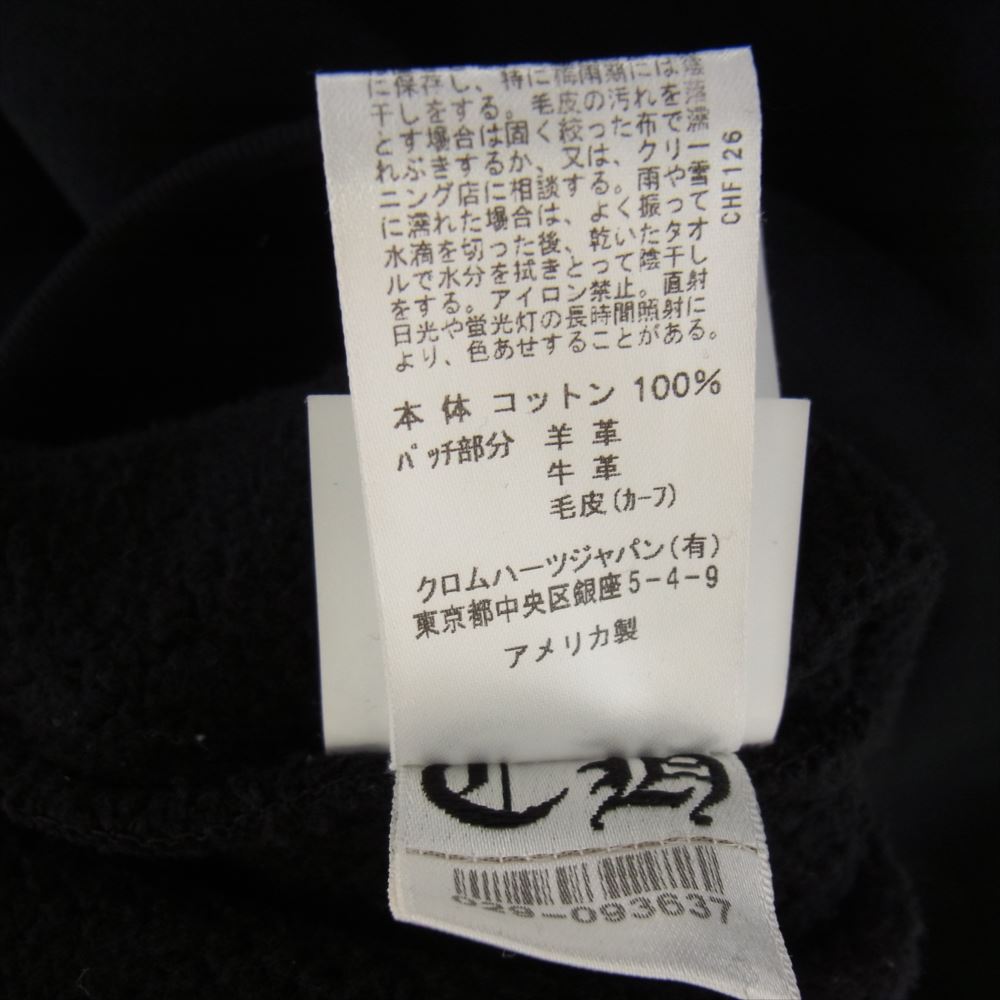 に保存し、特に梅雨期には陰
干しをする。毛皮の汚れを落
とす場合は固く絞った布で濡
れぶきするか、又は、クリー
ニング店に相談する。雨や雪
に濡れた場合は、よく振って
水滴を切った後、乾いたタオ
ルで水分を拭きとって陰干し
をする。アイロン禁止。直射
日光や蛍光灯の長時間照射に
より、色あせすることがある。
CHF126
本体 コットン 100%
パッチ部分 羊革
牛革
毛皮(カーフ)
クロムハーツジャパン(有)
東京都中央区銀座5-4-9
アメリカ製
CH
029-093637